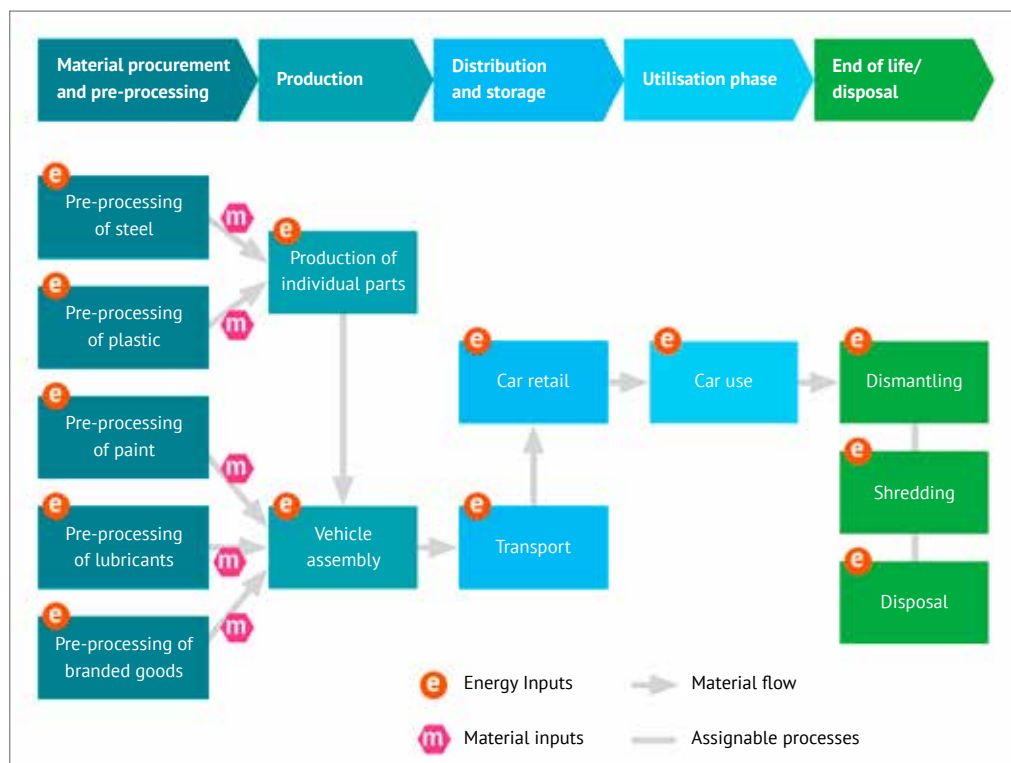 Material procurement
and pre-processing
Production
Distribution
and storage
Utilisation phase
End of life/
disposal
e
Pre-processing
of steel
m
e
Production of
individual parts
e
Pre-processing
of plastic
m
e
Car retail
e
Car use
e
Dismantling
e
Pre-processing
of paint
m
e
Shredding
e
Pre-processing
of lubricants
m
e
Vehicle
assembly
e
Transport
e
Disposal
e
Pre-processing of
branded goods
m
e
Energy Inputs
Material flow
m
Material inputs
Assignable processes